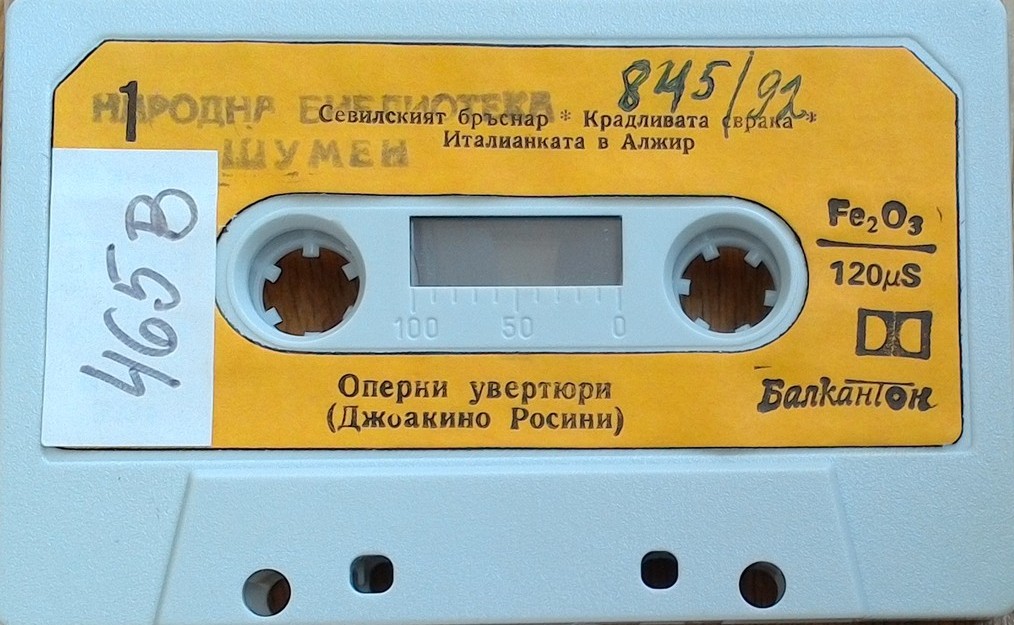 845/92
1
НАРОДНА БИБЛИОТЕКА
ШУМЕН
Севилският бръснар * Крадливата сврака *
Италианката в Алжир
465 В
Fe₂O₃
120µS
100 50 0
Оперни увертюри
(Джоакино Росини)
Балкантон